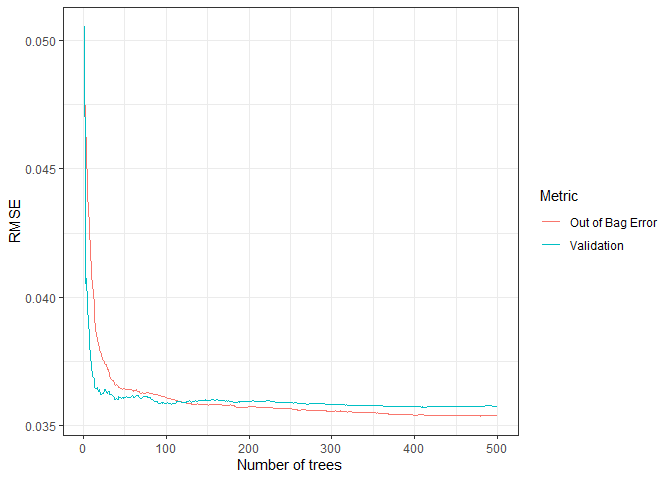 0.050
0.045
0.040
0.035
RMSE
0 100 200 300 400 500
Number of trees
Metric
Out of Bag Error
Validation